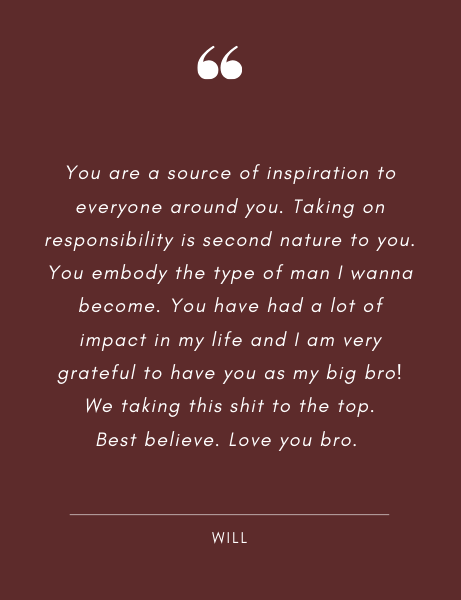 ❝
You are a source of inspiration to
everyone around you. Taking on
responsibility is second nature to you.
You embody the type of man I wanna
become. You have had a lot of
impact in my life and I am very
grateful to have you as my big bro!
We taking this shit to the top.
Best believe. Love you bro.
WILL